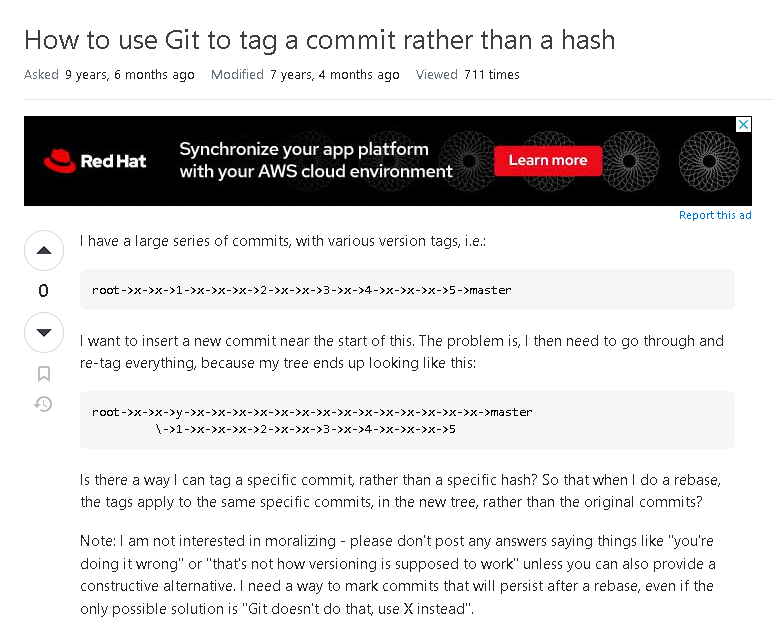 How to use Git to tag a commit rather than a hash
Asked 9 years, 6 months ago Modified 7 years, 4 months ago Viewed 711 times
Red Hat
Synchronize your app platform
with your AWS cloud environment
Learn more
Report this ad
I have a large series of commits, with various version tags, i.e.:
0
root->x->x->1->x->x->x->2->x->x->3->x->4->x->x->x->5->master
I want to insert a new commit near the start of this. The problem is, I then need to go through and
re-tag everything, because my tree ends up looking like this:
root->x->x->y->x->x->x->x->x->x->x->x->x->x->x->x->x->x->master
\->1->x->x->x->2->x->x->3->x->4->x->x->x->5
Is there a way I can tag a specific commit, rather than a specific hash? So that when I do a rebase,
the tags apply to the same specific commits, in the new tree, rather than the original commits?
Note: I am not interested in moralizing - please don't post any answers saying things like "you're
doing it wrong" or "that's not how versioning is supposed to work" unless you can also provide a
constructive alternative. I need a way to mark commits that will persist after a rebase, even if the
only possible solution is "Git doesn't do that, use X instead".